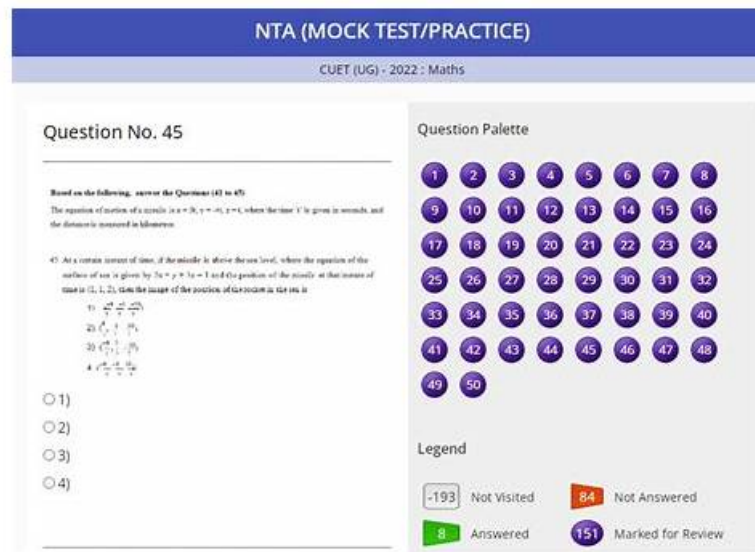 NTA (MOCK TEST/PRACTICE)
CUET (UG) - 2022 : Maths
Question No. 45
Based on the following, answer the Questions (41 to 45)
The equation of motion of a missile is x = 3t, y = -4t, z = t, where the time 't' is given in seconds, and
the distance is measured in kilometres.
45) At a certain instant of time, if the missile is above the sea level, where the equation of the
surface of sea is given by 2x + y + 3z = 1 and the position of the missile at that instant of
time is (1, 1, 2), then the image of the position of the rocket in the sea is
1)
2)
3)
4)
1)
2)
3)
4)
Question Palette
1 2 3 4 5 6 7 8
9 10 11 12 13 14 15 16
17 18 19 20 21 22 23 24
25 26 27 28 29 30 31 32
33 34 35 36 37 38 39 40
41 42 43 44 45 46 47 48
49 50
Legend
-193 Not Visited 84 Not Answered
8 Answered 151 Marked for Review